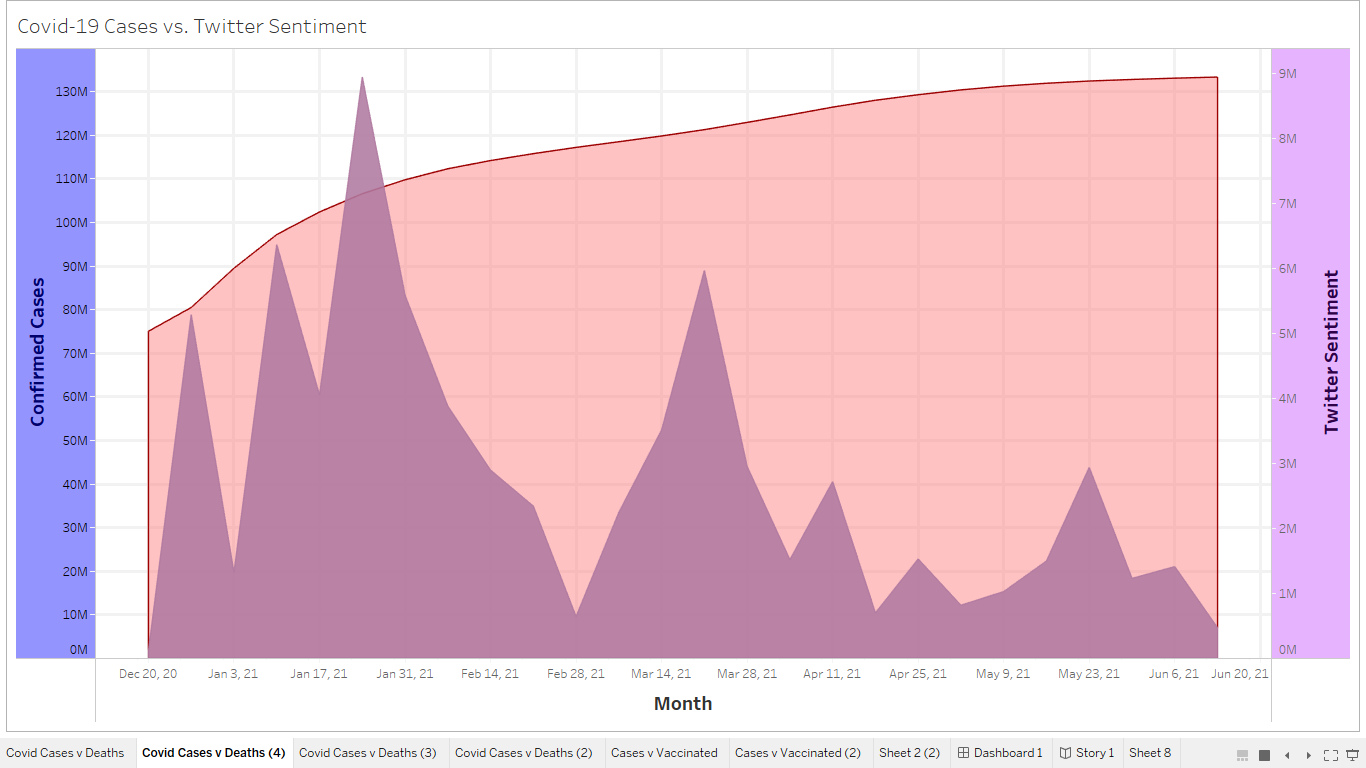 Covid-19 Cases vs. Twitter Sentiment
Confirmed Cases
130M
120M
110M
100M
90M
80M
70M
60M
50M
40M
30M
20M
10M
0M
9M
8M
7M
6M
5M
4M
3M
2M
1M
0M
Twitter Sentiment
Dec 20, 20 Jan 3, 21 Jan 17, 21 Jan 31, 21 Feb 14, 21 Feb 28, 21 Mar 14, 21 Mar 28, 21 Apr 11, 21 Apr 25, 21 May 9, 21 May 23, 21 Jun 6, 21 Jun 20, 21
Month
Covid Cases v Deaths Covid Cases v Deaths (4) Covid Cases v Deaths (3) Covid Cases v Deaths (2) Cases v Vaccinated Cases v Vaccinated (2) Sheet 2 (2) Dashboard 1 Story 1 Sheet 8